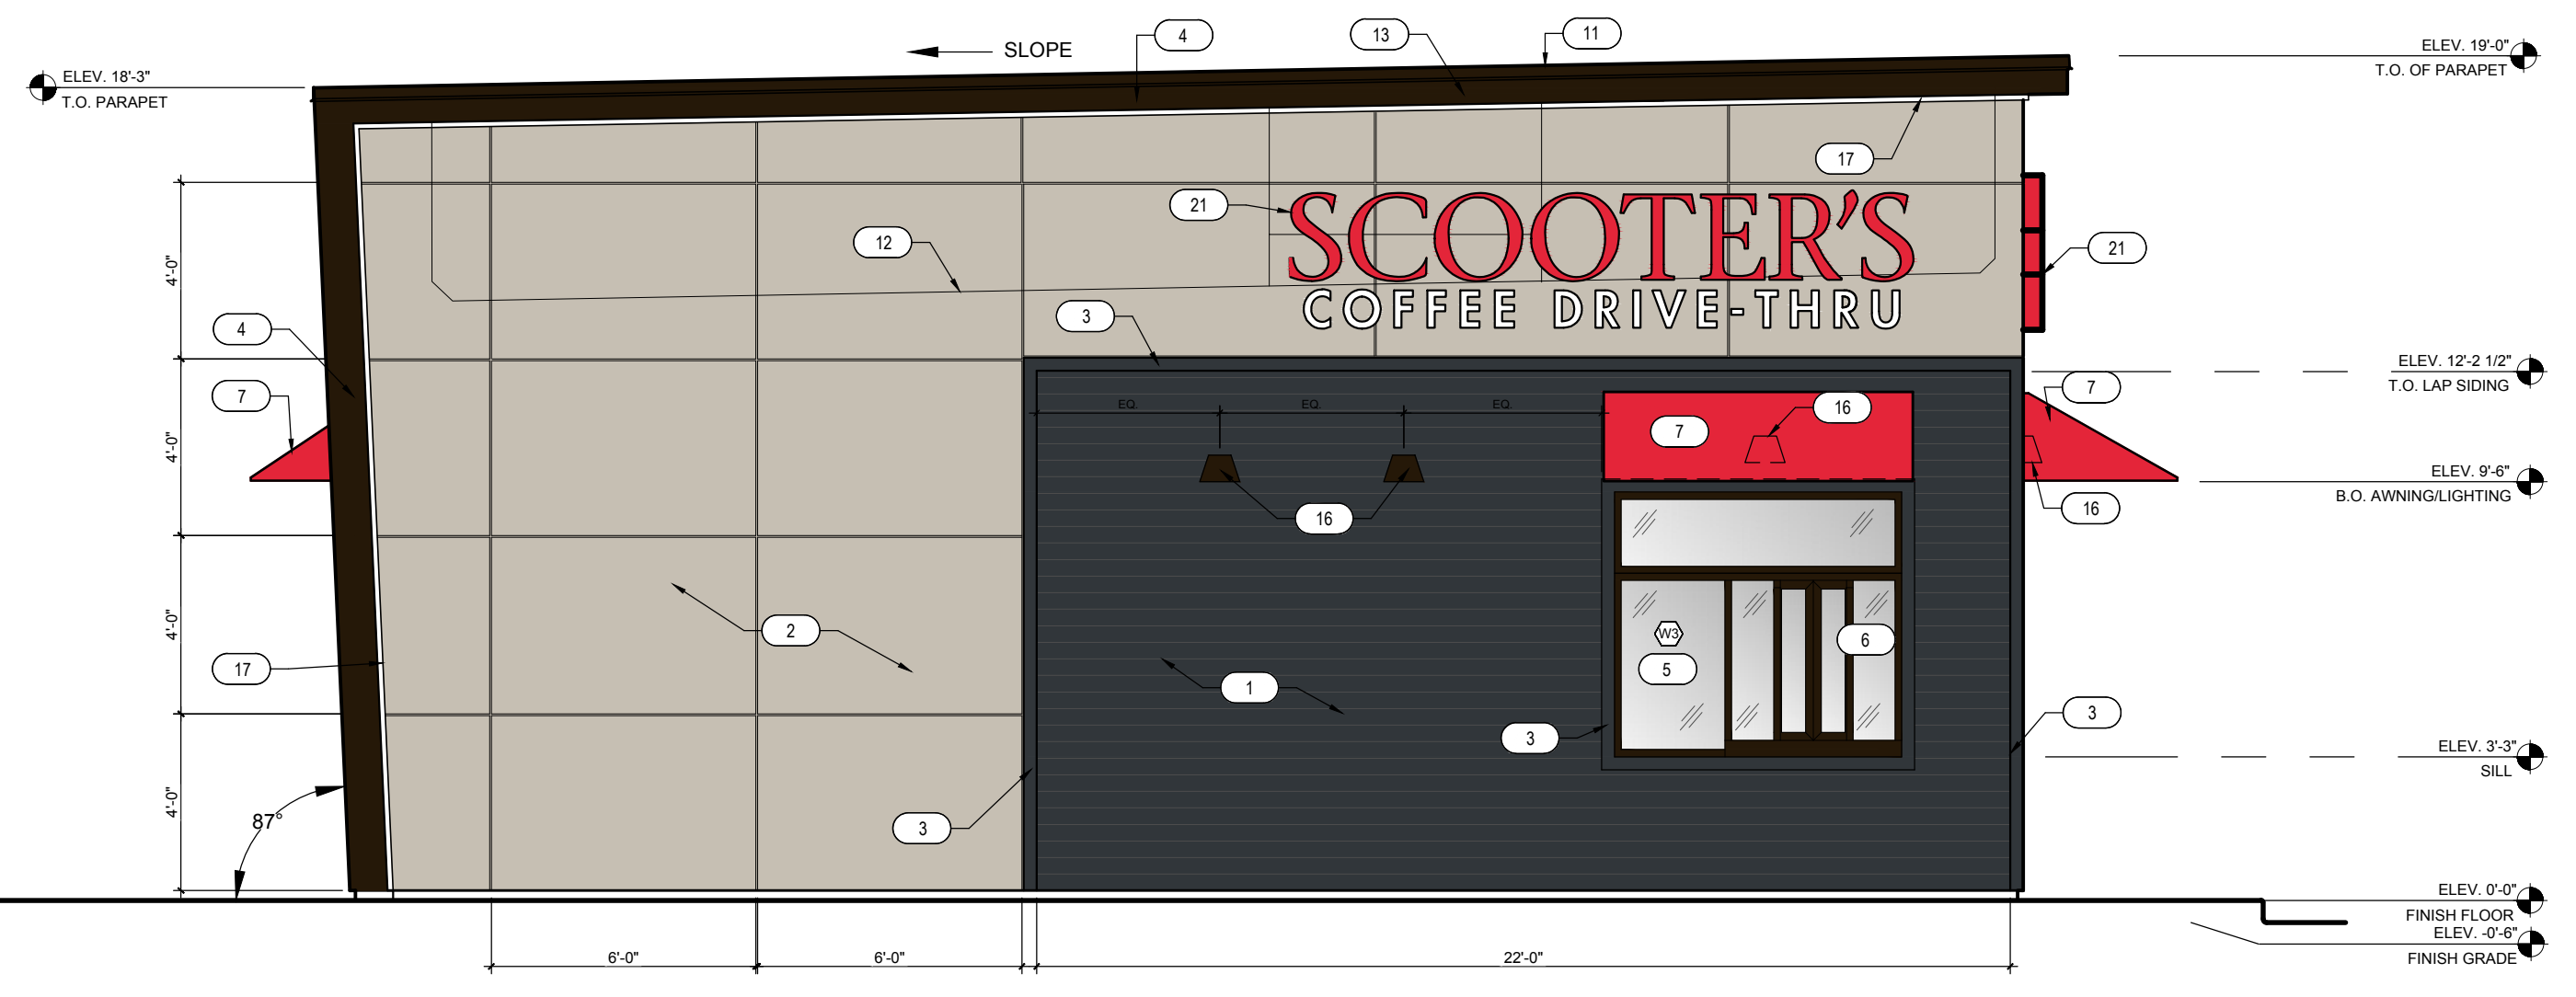 SLOPE
4
13
11
ELEV. 18'-3"
T.O. PARAPET
ELEV. 19'-0"
T.O. OF PARAPET
17
21
SCOOTER'S
COFFEE DRIVE-THRU
12
21
3
4'-0"
4
7
ELEV. 12'-2 1/2"
T.O. LAP SIDING
7
EQ.
EQ.
EQ.
16
7
4'-0"
ELEV. 9'-6"
B.O. AWNING/LIGHTING
16
16
4'-0"
2
W3
6
5
17
1
3
3
ELEV. 3'-3"
SILL
4'-0"
87°
3
ELEV. 0'-0"
FINISH FLOOR
ELEV. -0'-6"
FINISH GRADE
6'-0"
6'-0"
22'-0"